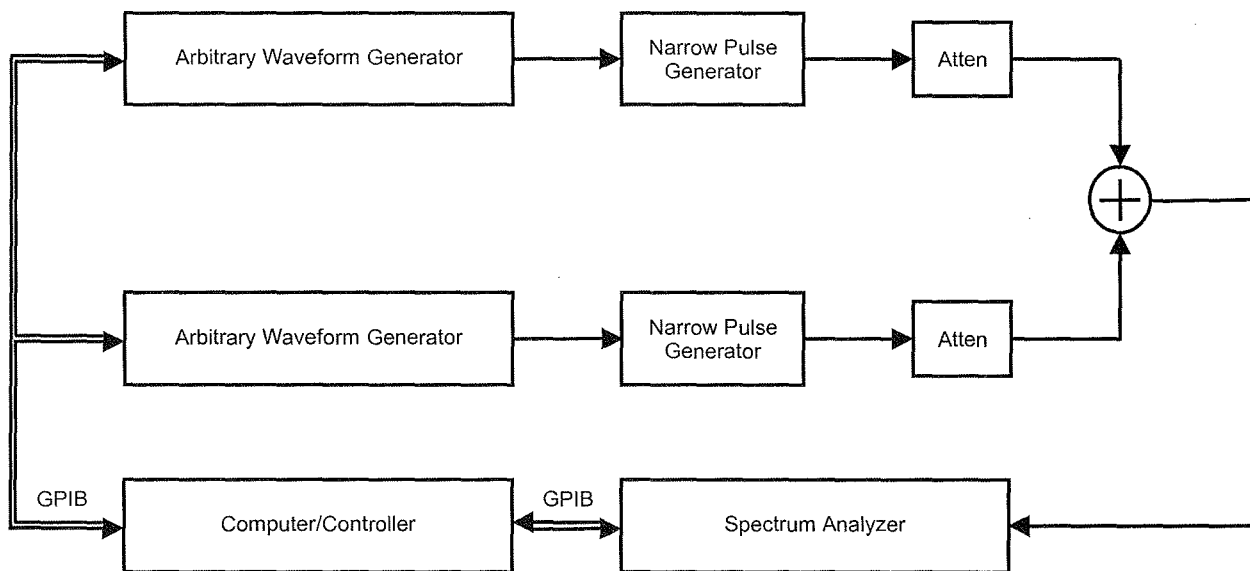 Arbitrary Waveform Generator
Narrow Pulse
Generator
Atten
Arbitrary Waveform Generator
Narrow Pulse
Generator
Atten
GPIB
Computer/Controller
GPIB
Spectrum Analyzer